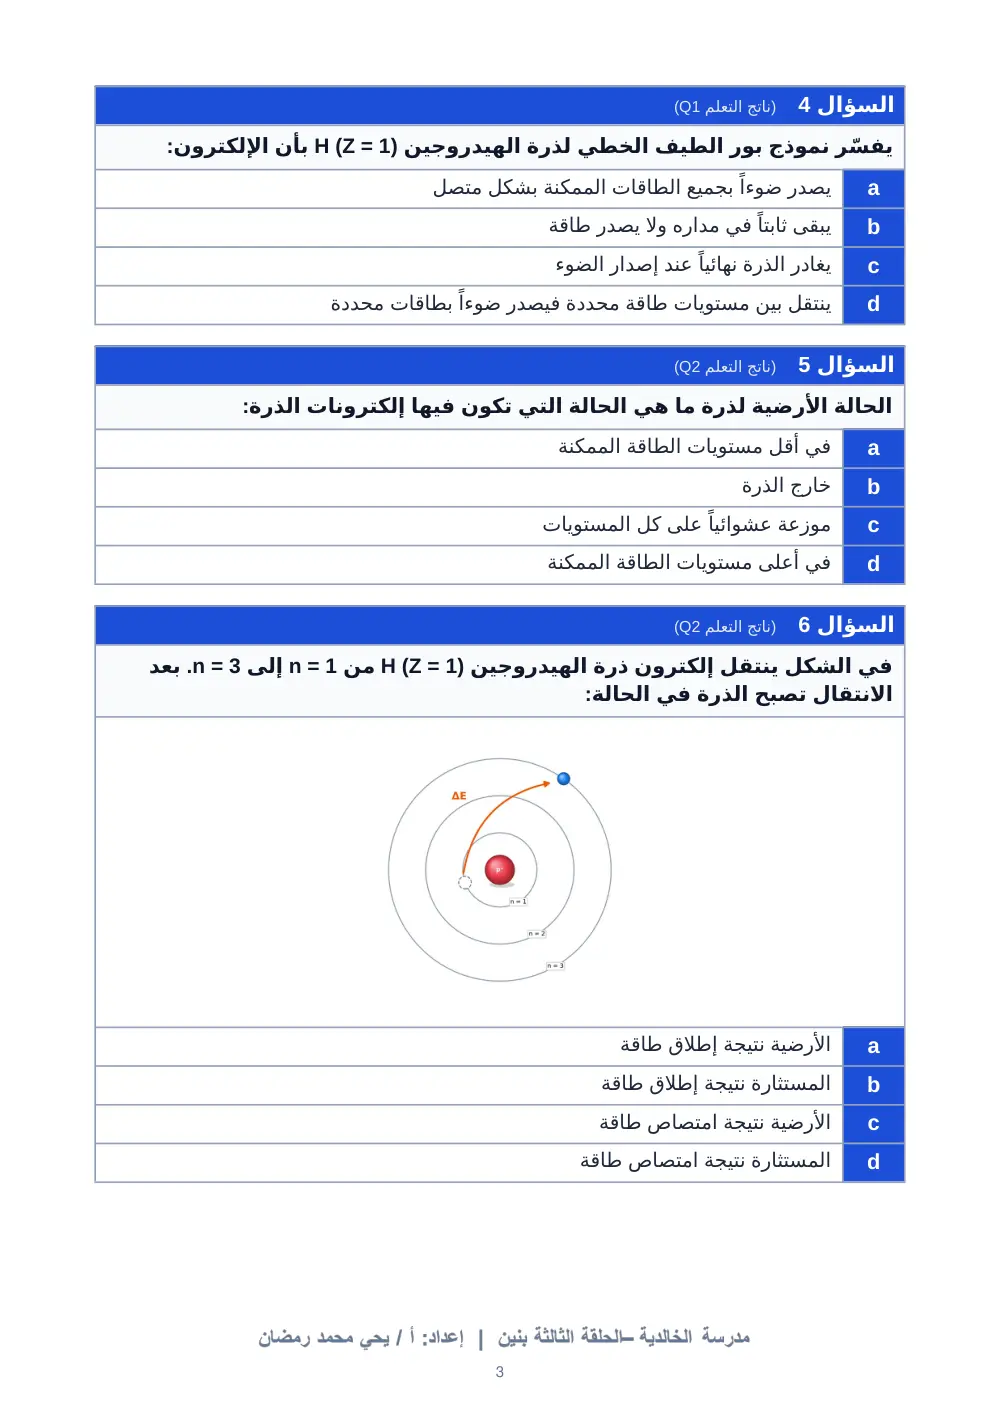 السؤال 4 (ناتج التعلم Q1)
يفسّر نموذج بور الطيف الخطي لذرة الهيدروجين H (Z = 1) بأن الإلكترون:
a يصدر ضوءاً بجميع الطاقات الممكنة بشكل متصل
b يبقى ثابتاً في مداره ولا يصدر طاقة
c يغادر الذرة نهائياً عند إصدار الضوء
d ينتقل بين مستويات طاقة محددة فيصدر ضوءاً بطاقات محددة
السؤال 5 (ناتج التعلم Q2)
الحالة الأرضية لذرة ما هي الحالة التي تكون فيها إلكترونات الذرة:
a في أقل مستويات الطاقة الممكنة
b خارج الذرة
c موزعة عشوائياً على كل المستويات
d في أعلى مستويات الطاقة الممكنة
السؤال 6 (ناتج التعلم Q2)
في الشكل ينتقل إلكترون ذرة الهيدروجين H (Z = 1) من n = 1 إلى n = 3. بعد
الانتقال تصبح الذرة في الحالة:
ΔE
p⁺
n = 1
n = 2
n = 3
a الأرضية نتيجة إطلاق طاقة
b المستثارة نتيجة إطلاق طاقة
c الأرضية نتيجة امتصاص طاقة
d المستثارة نتيجة امتصاص طاقة
مدرسة الخالدية –الحلقة الثالثة بنين | إعداد: أ / يحي محمد رمضان
3